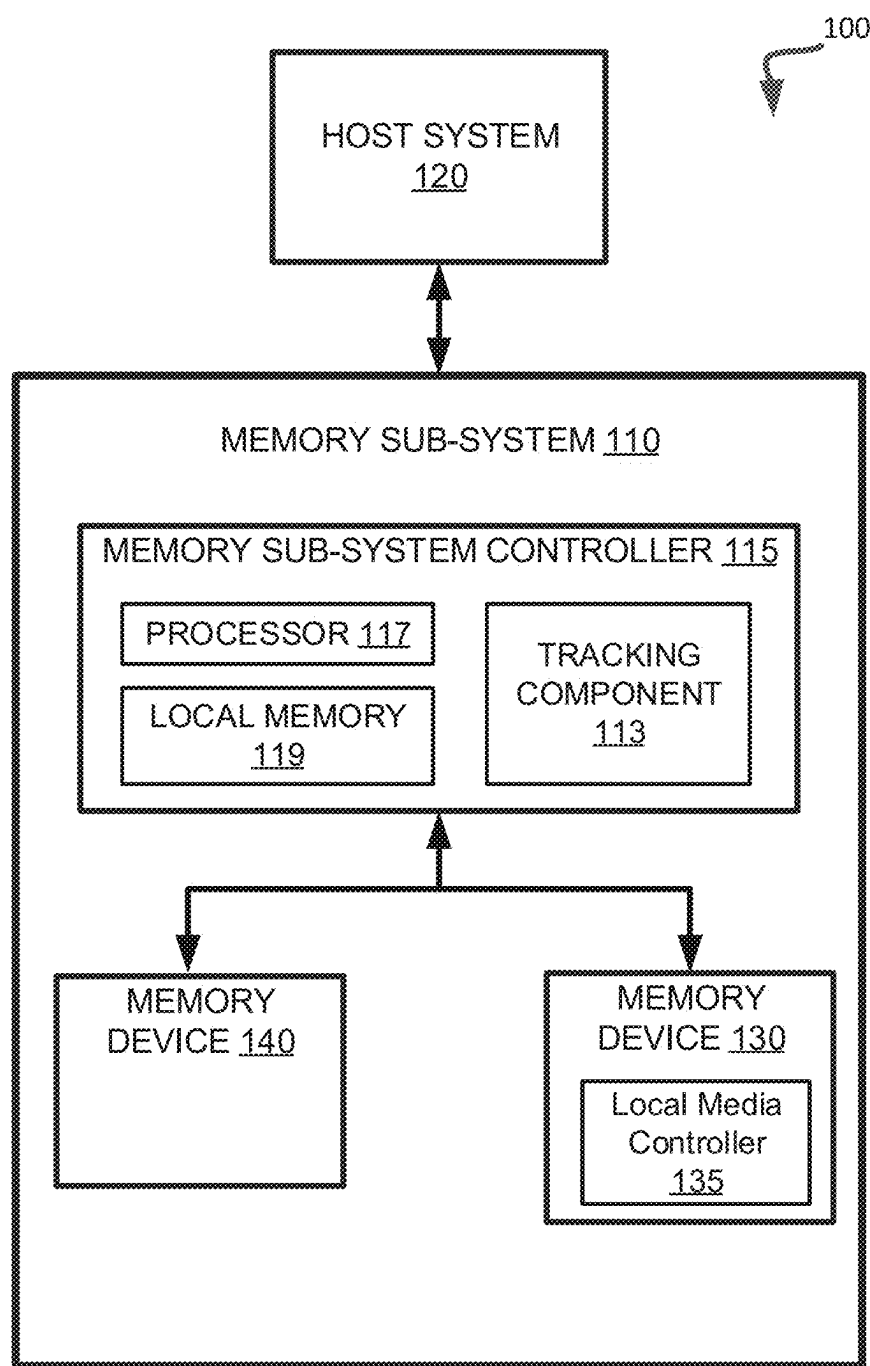 100
HOST SYSTEM
120
MEMORY SUB-SYSTEM 110
MEMORY SUB-SYSTEM CONTROLLER 115
PROCESSOR 117
LOCAL MEMORY
119
TRACKING
COMPONENT
113
MEMORY
DEVICE 140
MEMORY
DEVICE 130
Local Media
Controller
135